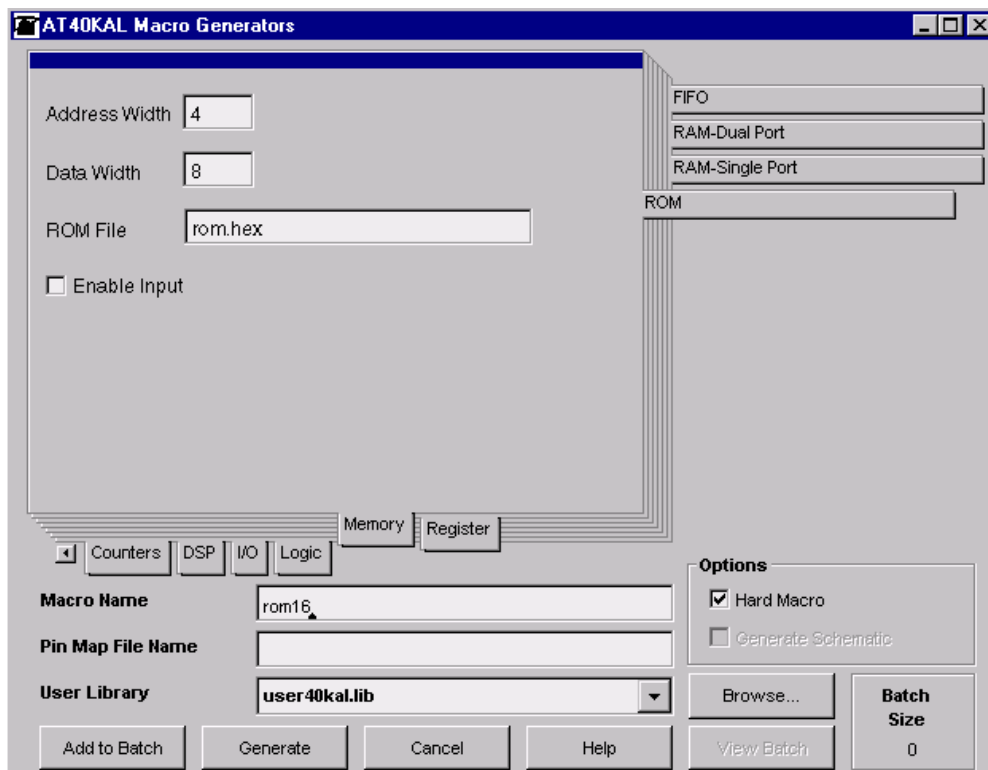 AT40KAL Macro Generators
Address Width 4
Data Width 8
ROM File rom.hex
Enable Input
FIFO
RAM-Dual Port
RAM-Single Port
ROM
Memory Register
Counters DSP I/O Logic
Macro Name rom16
Pin Map File Name
User Library user40kal.lib
Options
Hard Macro
Generate Schematic
Browse...
Batch
Size
0
Add to Batch Generate Cancel Help View Batch